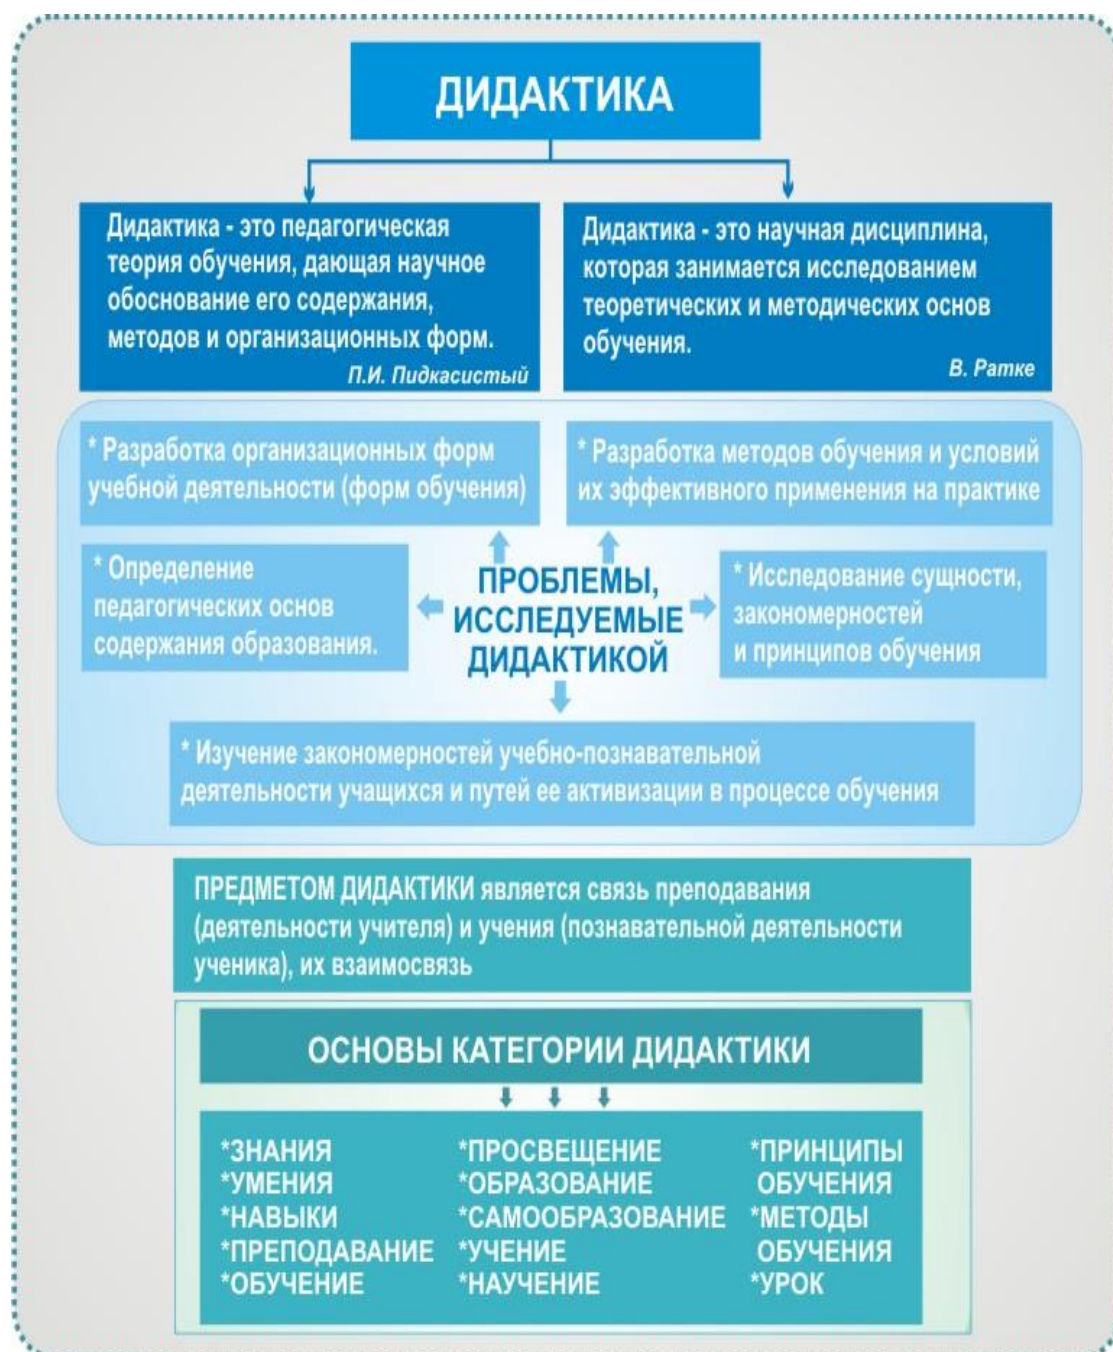 ДИДАКТИКА
Дидактика - это педагогическая
теория обучения, дающая научное
обоснование его содержания,
методов и организационных форм.
П.И. Пидкасистый
Дидактика - это научная дисциплина,
которая занимается исследованием
теоретических и методических основ
обучения.
В. Ратке
* Разработка организационных форм
учебной деятельности (форм обучения)
* Разработка методов обучения и условий
их эффективного применения на практике
* Определение
педагогических основ
содержания образования.
ПРОБЛЕМЫ,
ИССЛЕДУЕМЫЕ
ДИДАКТИКОЙ
* Исследование сущности,
закономерностей
и принципов обучения
* Изучение закономерностей учебно-познавательной
деятельности учащихся и путей ее активизации в процессе обучения
ПРЕДМЕТОМ ДИДАКТИКИ является связь преподавания
(деятельности учителя) и учения (познавательной деятельности
ученика), их взаимосвязь
ОСНОВЫ КАТЕГОРИИ ДИДАКТИКИ
*ЗНАНИЯ
*УМЕНИЯ
*НАВЫКИ
*ПРЕПОДАВАНИЕ
*ОБУЧЕНИЕ
*ПРОСВЕЩЕНИЕ
*ОБРАЗОВАНИЕ
*САМООБРАЗОВАНИЕ
*УЧЕНИЕ
*НАУЧЕНИЕ
*ПРИНЦИПЫ
ОБУЧЕНИЯ
*МЕТОДЫ
ОБУЧЕНИЯ
*УРОК